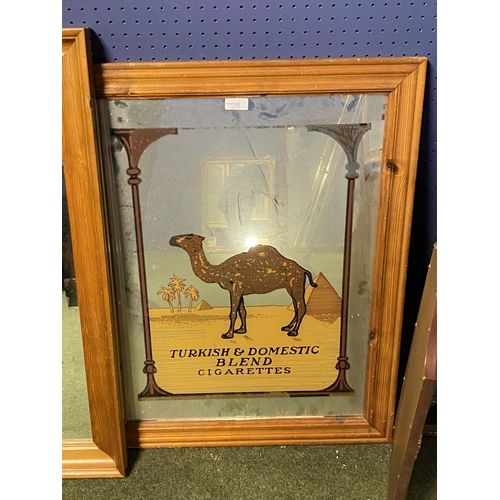 TURKISH & DOMESTIC
BLEND
CIGARETTES